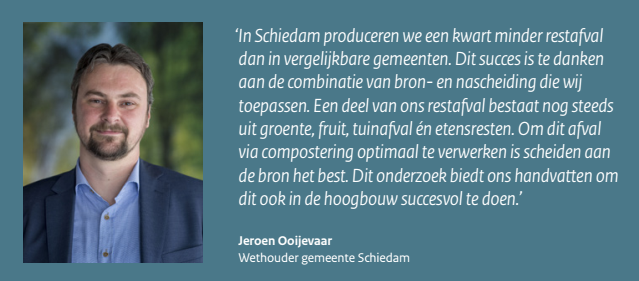 ‘In Schiedam produceren we een kwart minder restafval
dan in vergelijkbare gemeenten. Dit succes is te danken
aan de combinatie van bron- en nascheiding die wij
toepassen. Een deel van ons restafval bestaat nog steeds
uit groente, fruit, tuinafval én etensresten. Om dit afval
via compostering optimaal te verwerken is scheiden aan
de bron het best. Dit onderzoek biedt ons handvatten om
dit ook in de hoogbouw succesvol te doen.’
Jeroen Ooijevaar
Wethouder gemeente Schiedam